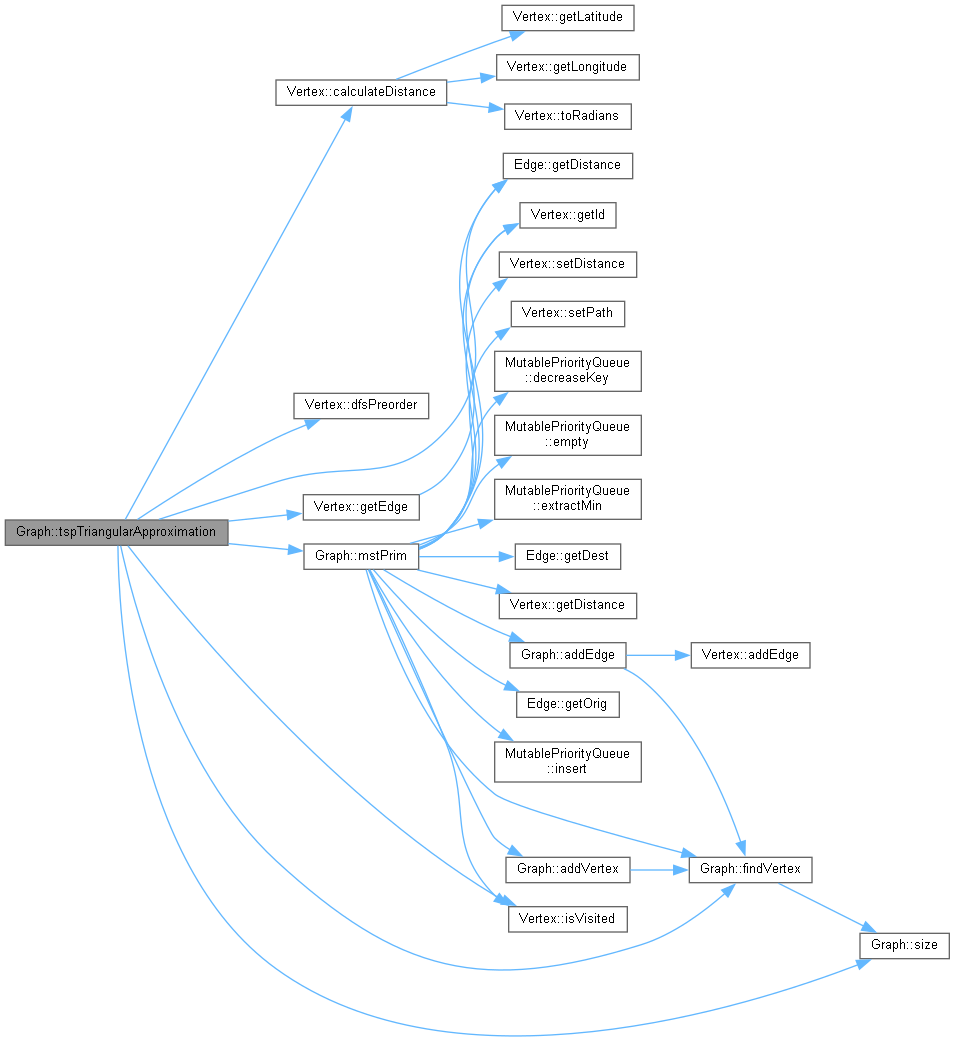 Vertex::getLatitude
Vertex::getLongitude
Vertex::calculateDistance
Vertex::toRadians
Edge::getDistance
Vertex::getId
Vertex::setDistance
Vertex::setPath
MutablePriorityQueue
::decreaseKey
Vertex::dfsPreorder
MutablePriorityQueue
::empty
MutablePriorityQueue
::extractMin
Vertex::getEdge
Graph::tspTriangularApproximation
Graph::mstPrim
Edge::getDest
Vertex::getDistance
Graph::addEdge
Vertex::addEdge
Edge::getOrig
MutablePriorityQueue
::insert
Graph::addVertex
Graph::findVertex
Vertex::isVisited
Graph::size